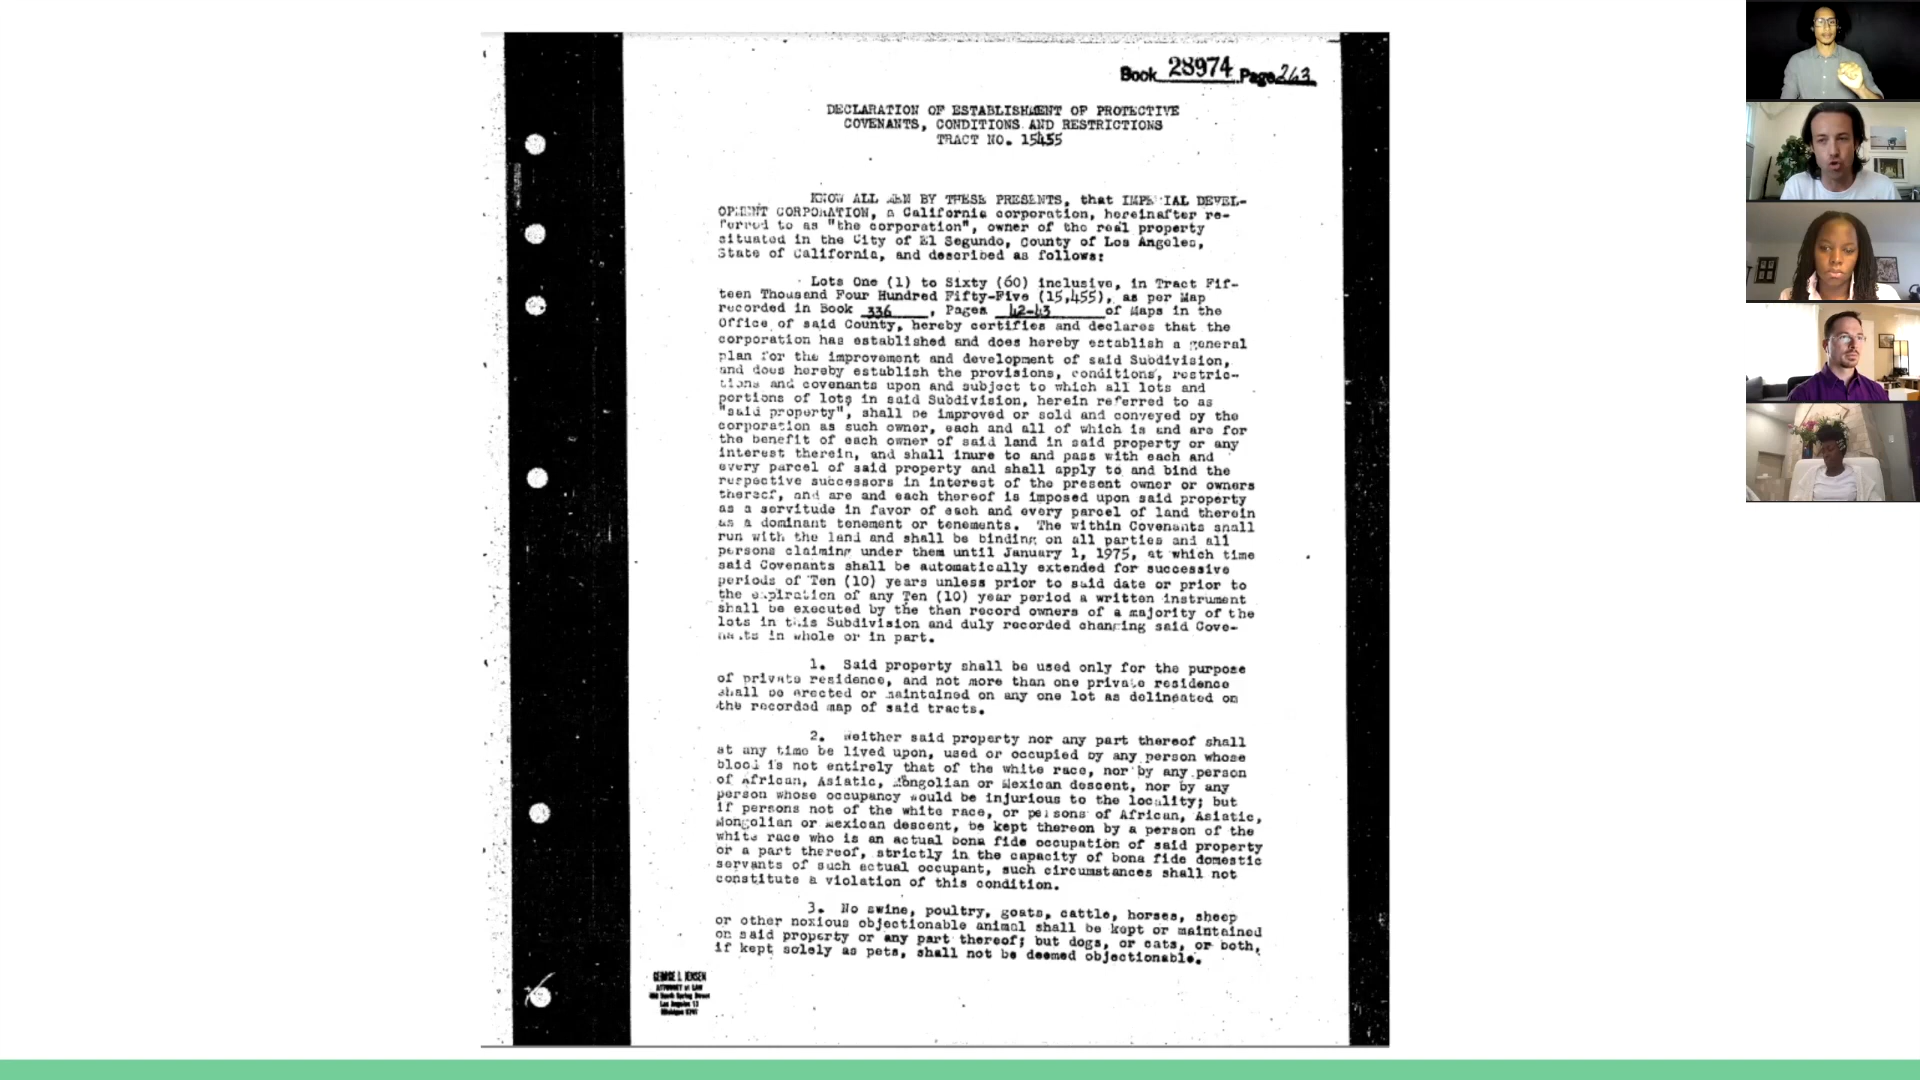 Book 28974 Page 263
DECLARATION OF ESTABLISHMENT OF PROTECTIVE
COVENANTS, CONDITIONS AND RESTRICTIONS
TRACT NO. 15455
KNOW ALL MEN BY THESE PRESENTS, that IMPERIAL DEVEL-
OPMENT CORPORATION, a California corporation, hereinafter re-
ferred to as "the corporation", owner of the real property
situated in the City of El Segundo, County of Los Angeles,
State of California, and described as follows:
Lots One (1) to Sixty (60) inclusive, in Tract Fif-
teen Thousand Four Hundred Fifty-Five (15,455), as per Map
recorded in Book 336, Pages 42-43 of Maps in the
Office of said County, hereby certifies and declares that the
corporation has established and does hereby establish a general
plan for the improvement and development of said Subdivision,
and does hereby establish the provisions, conditions, restric-
tions and covenants upon and subject to which all lots and
portions of lots in said Subdivision, herein referred to as
"said property", shall be improved or sold and conveyed by the
corporation as such owner, each and all of which is and are for
the benefit of each owner of said land in said property or any
interest therein, and shall inure to and pass with each and
every parcel of said property and shall apply to and bind the
respective successors in interest of the present owner or owners
thereof, and are and each thereof is imposed upon said property
as a servitude in favor of each and every parcel of land therein
as a dominant tenement or tenements. The within Covenants shall
run with the land and shall be binding on all parties and all
persons claiming under them until January 1, 1975, at which time
said Covenants shall be automatically extended for successive
periods of Ten (10) years unless prior to said date or prior to
the expiration of any Ten (10) year period a written instrument
shall be executed by the then record owners of a majority of the
lots in this Subdivision and duly recorded changing said Cove-
nants in whole or in part.
1. Said property shall be used only for the purpose
of private residence, and not more than one private residence
shall be erected or maintained on any one lot as delineated on
the recorded map of said tracts.
2. Neither said property nor any part thereof shall
at any time be lived upon, used or occupied by any person whose
blood is not entirely that of the white race, nor by any person
of African, Asiatic, Mongolian or Mexican descent, nor by any
person whose occupancy would be injurious to the locality; but
if persons not of the white race, or persons of African, Asiatic,
Mongolian or Mexican descent, be kept thereon by a person of the
white race who is an actual bona fide occupation of said property
or a part thereof, strictly in the capacity of bona fide domestic
servants of such actual occupant, such circumstances shall not
constitute a violation of this condition.
3. No swine, poultry, goats, cattle, horses, sheep
or other noxious objectionable animal shall be kept or maintained
on said property or any part thereof; but dogs, or cats, or both,
if kept solely as pets, shall not be deemed objectionable.
GEORGE L. JENSEN
ATTORNEY at LAW
South Spring Street
Los Angeles 13
Michigan